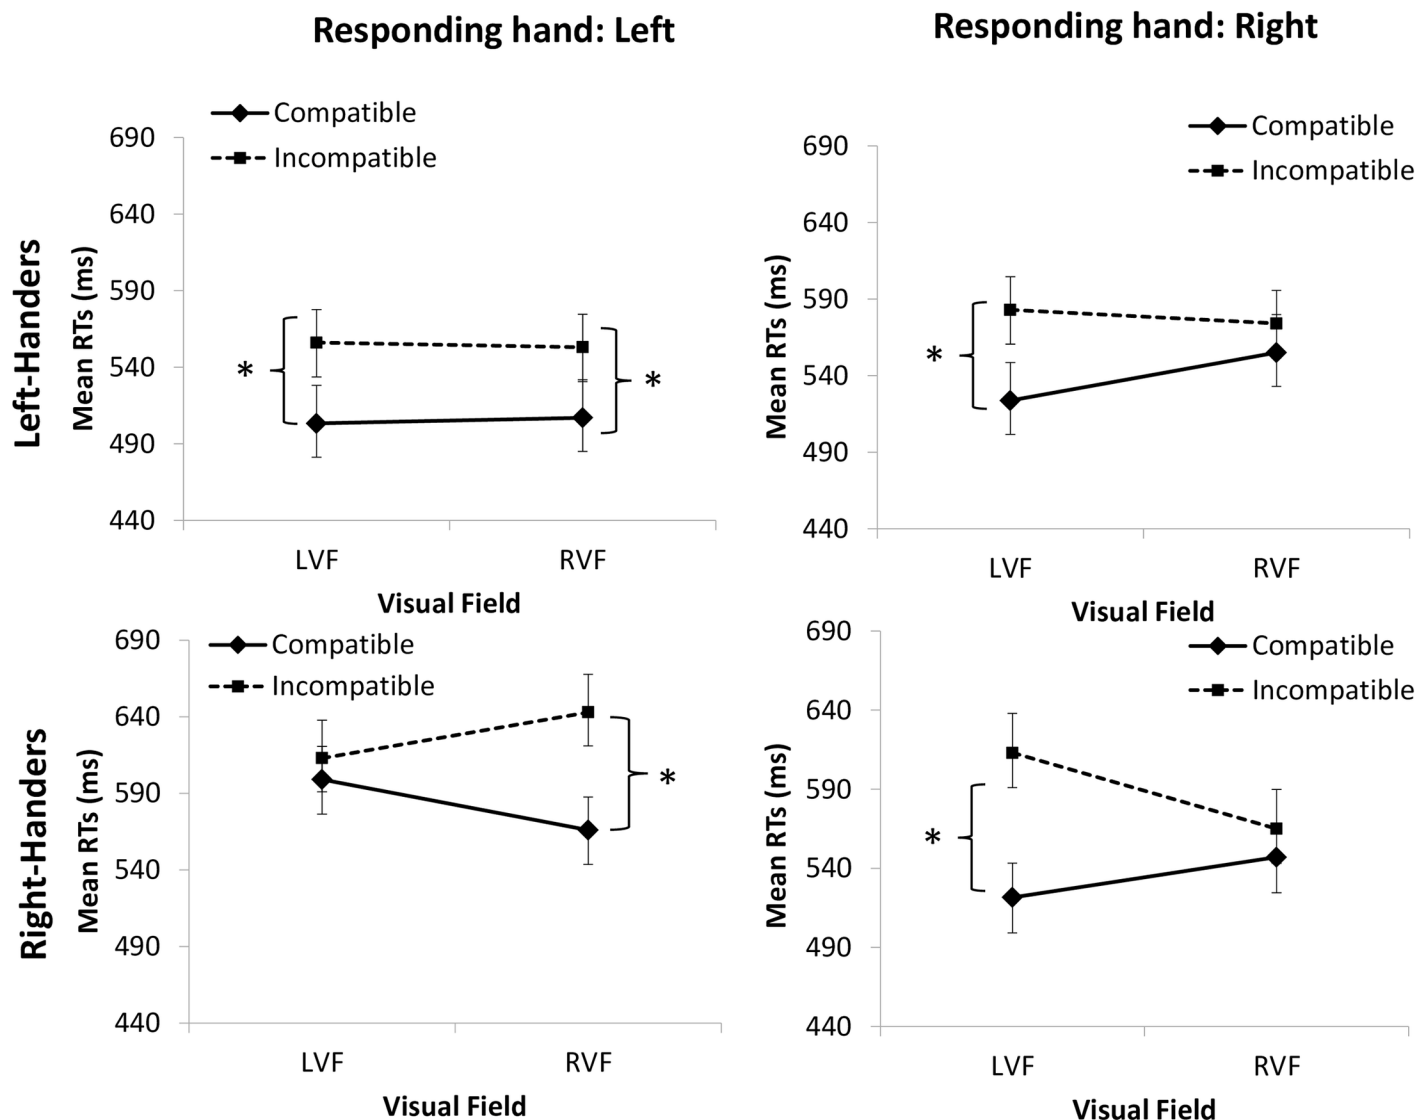 Responding hand: Left
Responding hand: Right
Left-Handers
Compatible
Incompatible
Mean RTs (ms)
690
640
590
540
490
440
*
*
LVF
RVF
Visual Field
Compatible
Incompatible
Mean RTs (ms)
690
640
590
540
490
440
*
LVF
RVF
Visual Field
Right-Handers
Compatible
Incompatible
Mean RTs (ms)
690
640
590
540
490
440
*
LVF
RVF
Visual Field
Compatible
Incompatible
Mean RTs (ms)
690
640
590
540
490
440
*
LVF
RVF
Visual Field